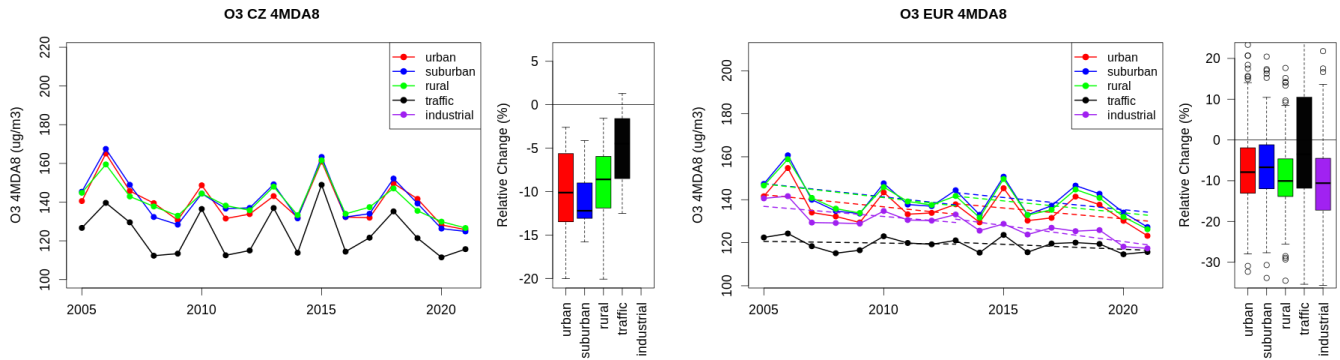 O3 CZ 4MDA8
O3 4MDA8 (ug/m3)
100
120
140
160
180
200
220
2005
2010
2015
2020
urban
suburban
rural
traffic
industrial
Relative Change (%)
5
0
-5
-10
-15
-20
urban
suburban
rural
traffic
industrial
O3 EUR 4MDA8
O3 4MDA8 (ug/m3)
100
120
140
160
180
200
2005
2010
2015
2020
urban
suburban
rural
traffic
industrial
Relative Change (%)
20
10
0
-10
-20
-30
urban
suburban
rural
traffic
industrial